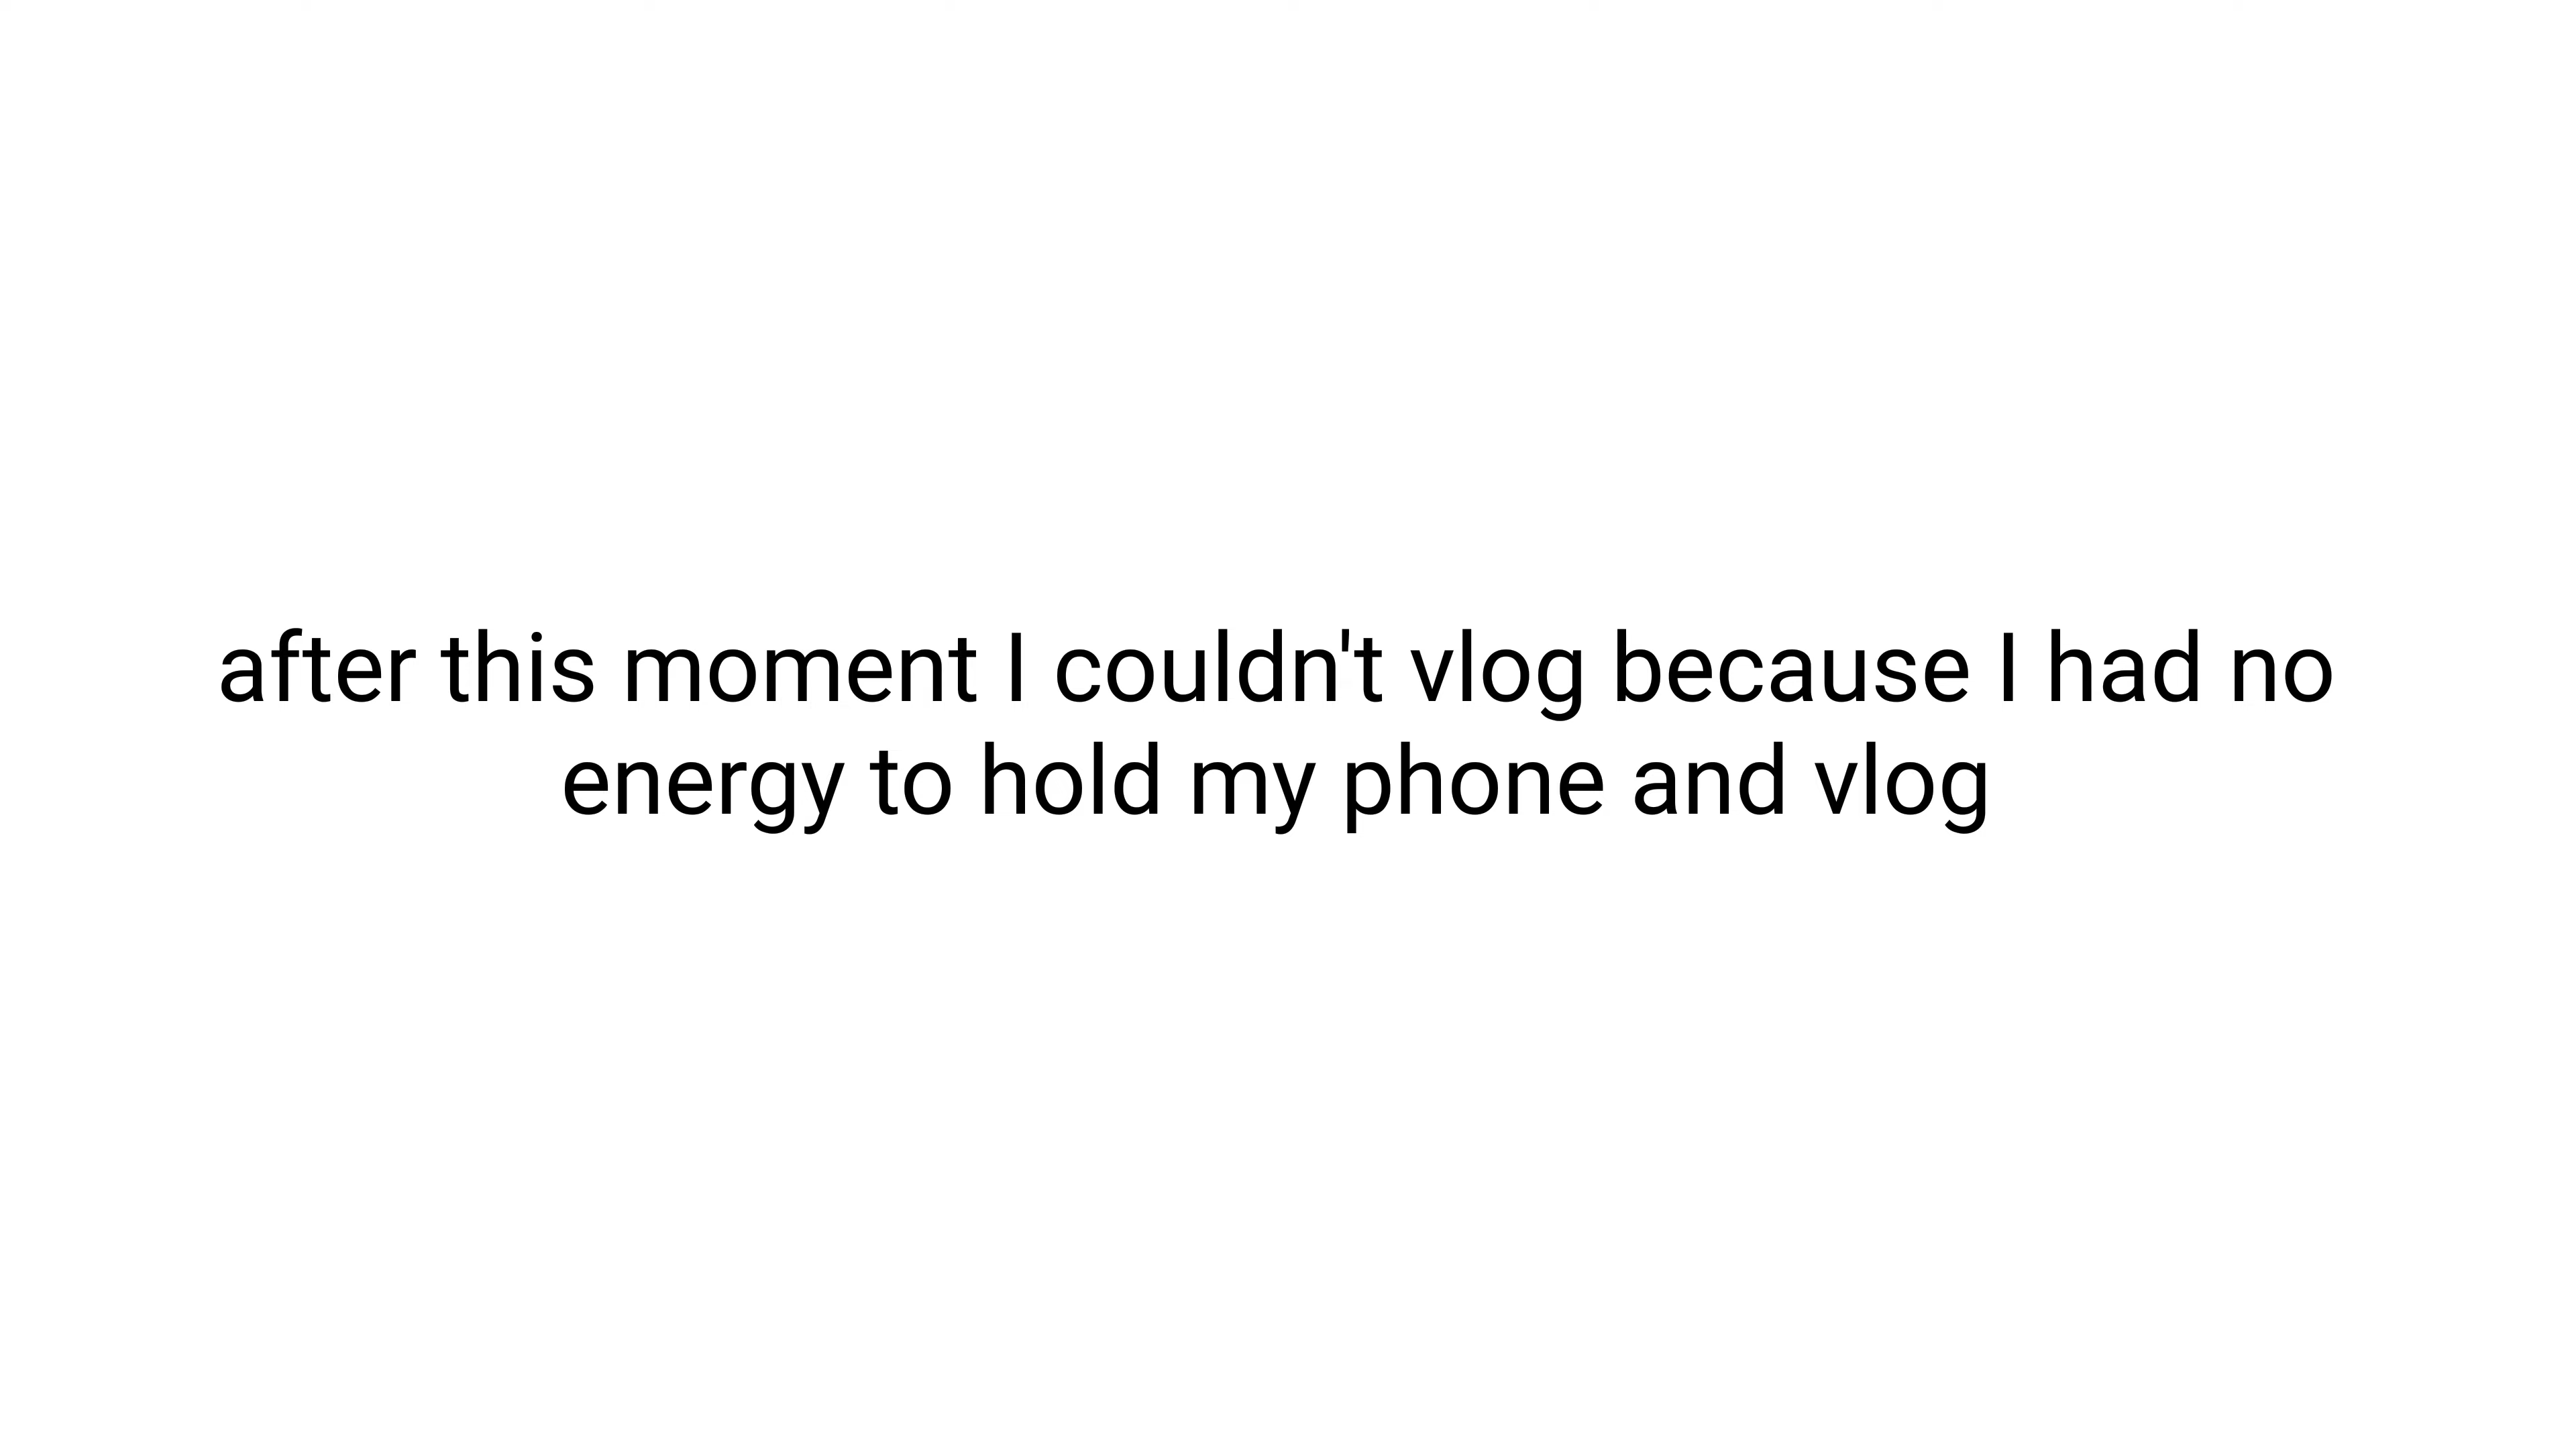 after this moment I couldn't vlog because I had no
energy to hold my phone and vlog